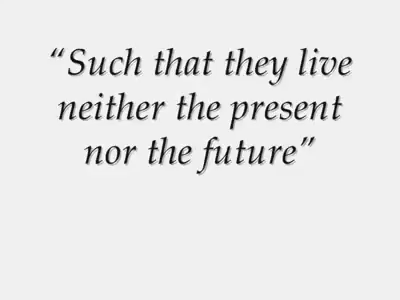 “Such that they live
neither the present
nor the future”